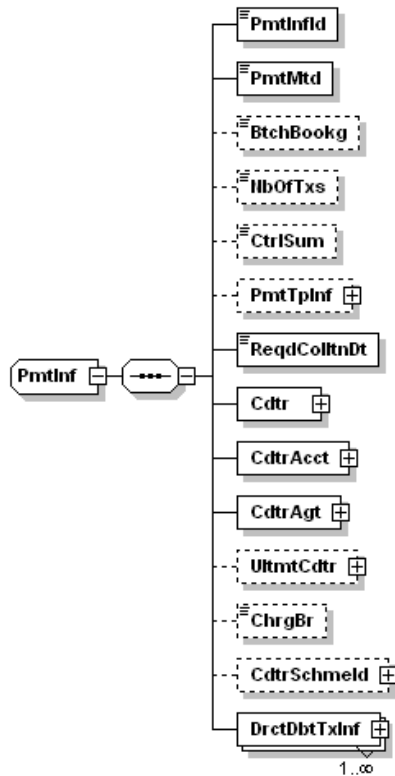 PmtInfId
PmtMtd
BtchBookg
NbOfTxs
CtrlSum
PmtTpInf
ReqdColltnDt
PmtInf
Cdtr
CdtrAcct
CdtrAgt
UltmtCdtr
ChrgBr
CdtrSchmeId
DrctDbtTxInf
1..∞